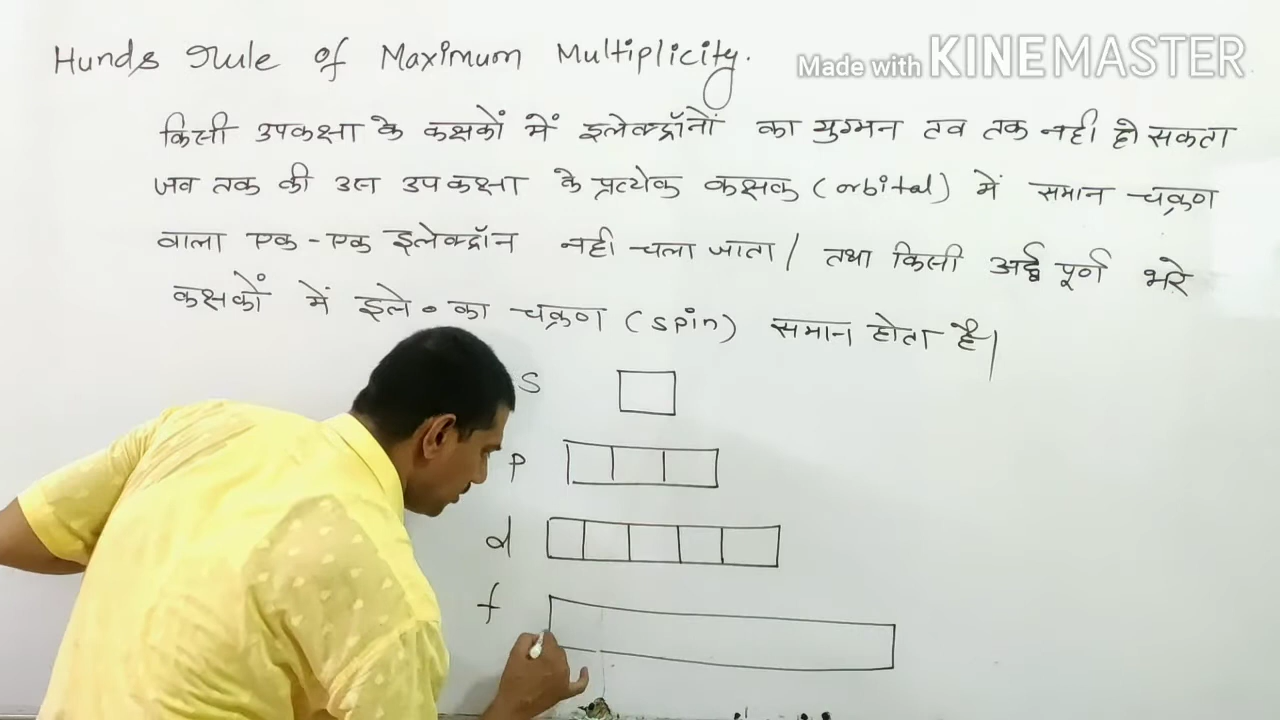 Hunds rule of Maximum Multiplicity.
Made with KINEMASTER
किसी उपकक्षा के कक्षकों में इलेक्ट्रॉनों का युग्मन तव तक नही हो सकता
जव तक की उस उपकक्षा के प्रत्येक कक्षक (orbital) में समान चक्रण
वाला एक-एक इलेक्ट्रॉन नही चला जाता। तथा किसी अर्द्ध पूर्ण भरे
कक्षकों में इले० का चक्रण (spin) समान होता है।
S
p
d
f